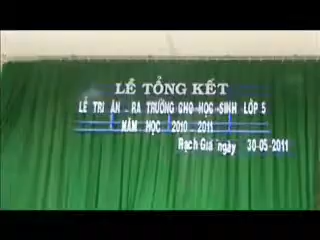 LỄ TỔNG KẾT
LỄ TRI ÂN - RA TRƯỜNG CHO HỌC SINH LỚP 5
NĂM HỌC 2010 - 2011
Rạch Giá ngày 30-05-2011